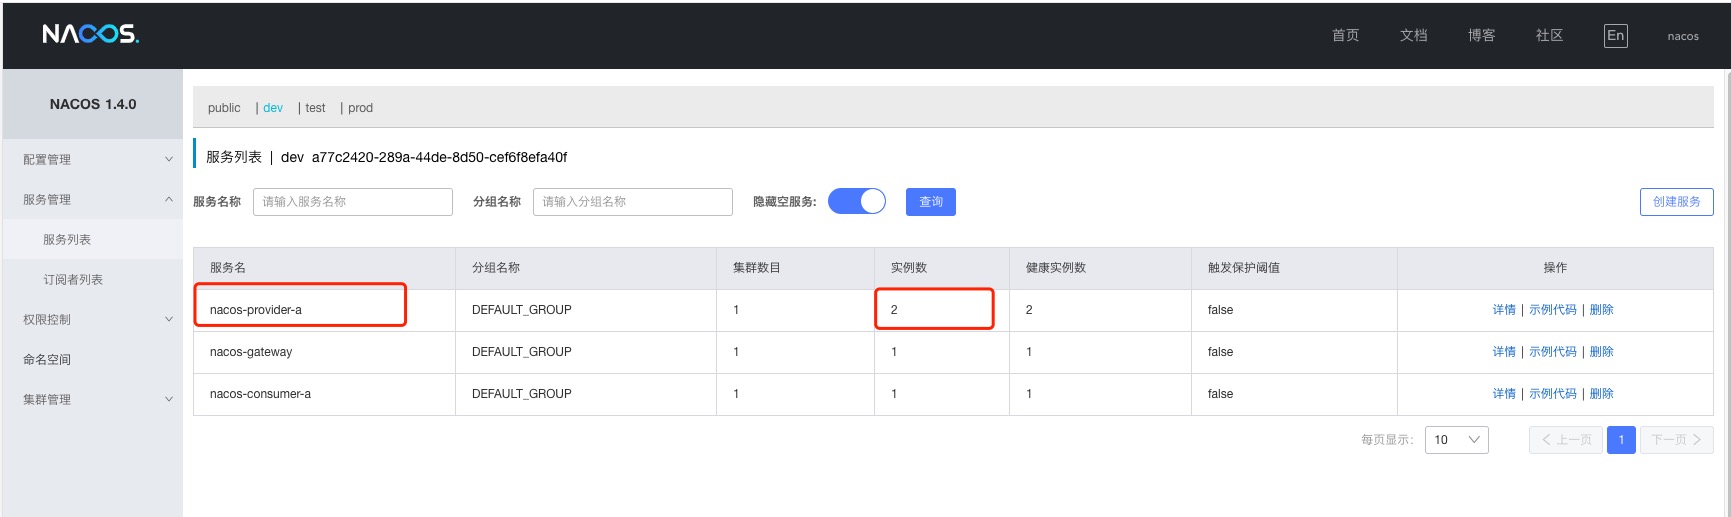 NACOS. 首页 文档 博客 社区 En nacos
NACOS 1.4.0
配置管理
服务管理
服务列表
订阅者列表
权限控制
命名空间
集群管理
public | dev | test | prod
服务列表 | dev a77c2420-289a-44de-8d50-cef6f8efa40f
服务名称 请输入服务名称 分组名称 请输入分组名称 隐藏空服务: 查询 创建服务
服务名 分组名称 集群数目 实例数 健康实例数 触发保护阈值 操作
nacos-provider-a DEFAULT_GROUP 1 2 2 false 详情 | 示例代码 | 删除
nacos-gateway DEFAULT_GROUP 1 1 1 false 详情 | 示例代码 | 删除
nacos-consumer-a DEFAULT_GROUP 1 1 1 false 详情 | 示例代码 | 删除
每页显示: 10 上一页 1 下一页